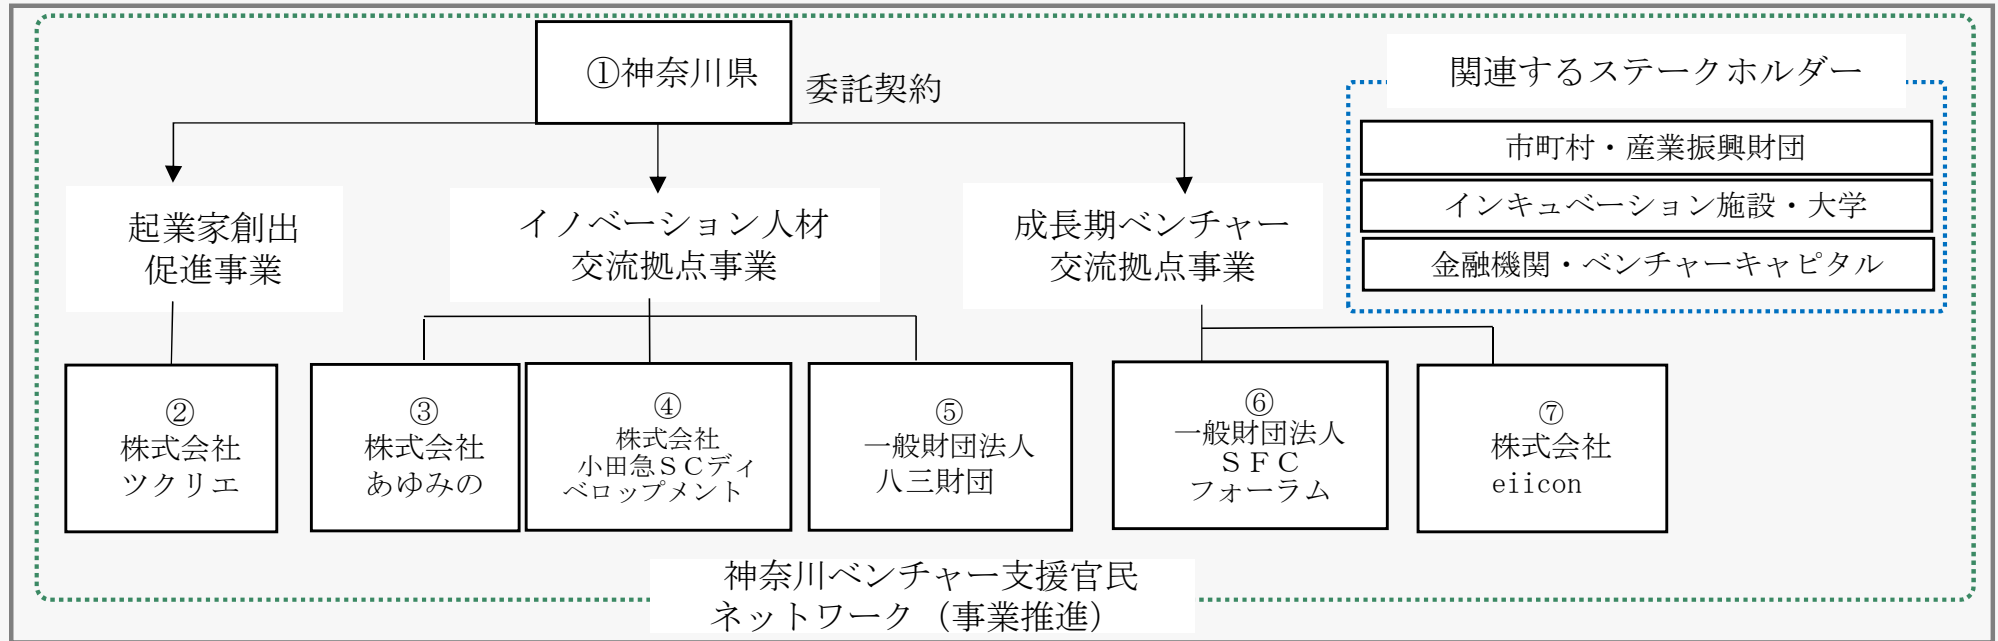 ①神奈川県
委託契約
関連するステークホルダー
市町村・産業振興財団
インキュベーション施設・大学
金融機関・ベンチャーキャピタル
起業家創出
促進事業
イノベーション人材
交流拠点事業
成長期ベンチャー
交流拠点事業
②
株式会社
ツクリエ
③
株式会社
あゆみの
④
株式会社
小田急ＳＣディ
ベロップメント
⑤
一般財団法人
八三財団
⑥
一般財団法人
ＳＦＣ
フォーラム
⑦
株式会社
eiicon
神奈川ベンチャー支援官民
ネットワーク（事業推進）